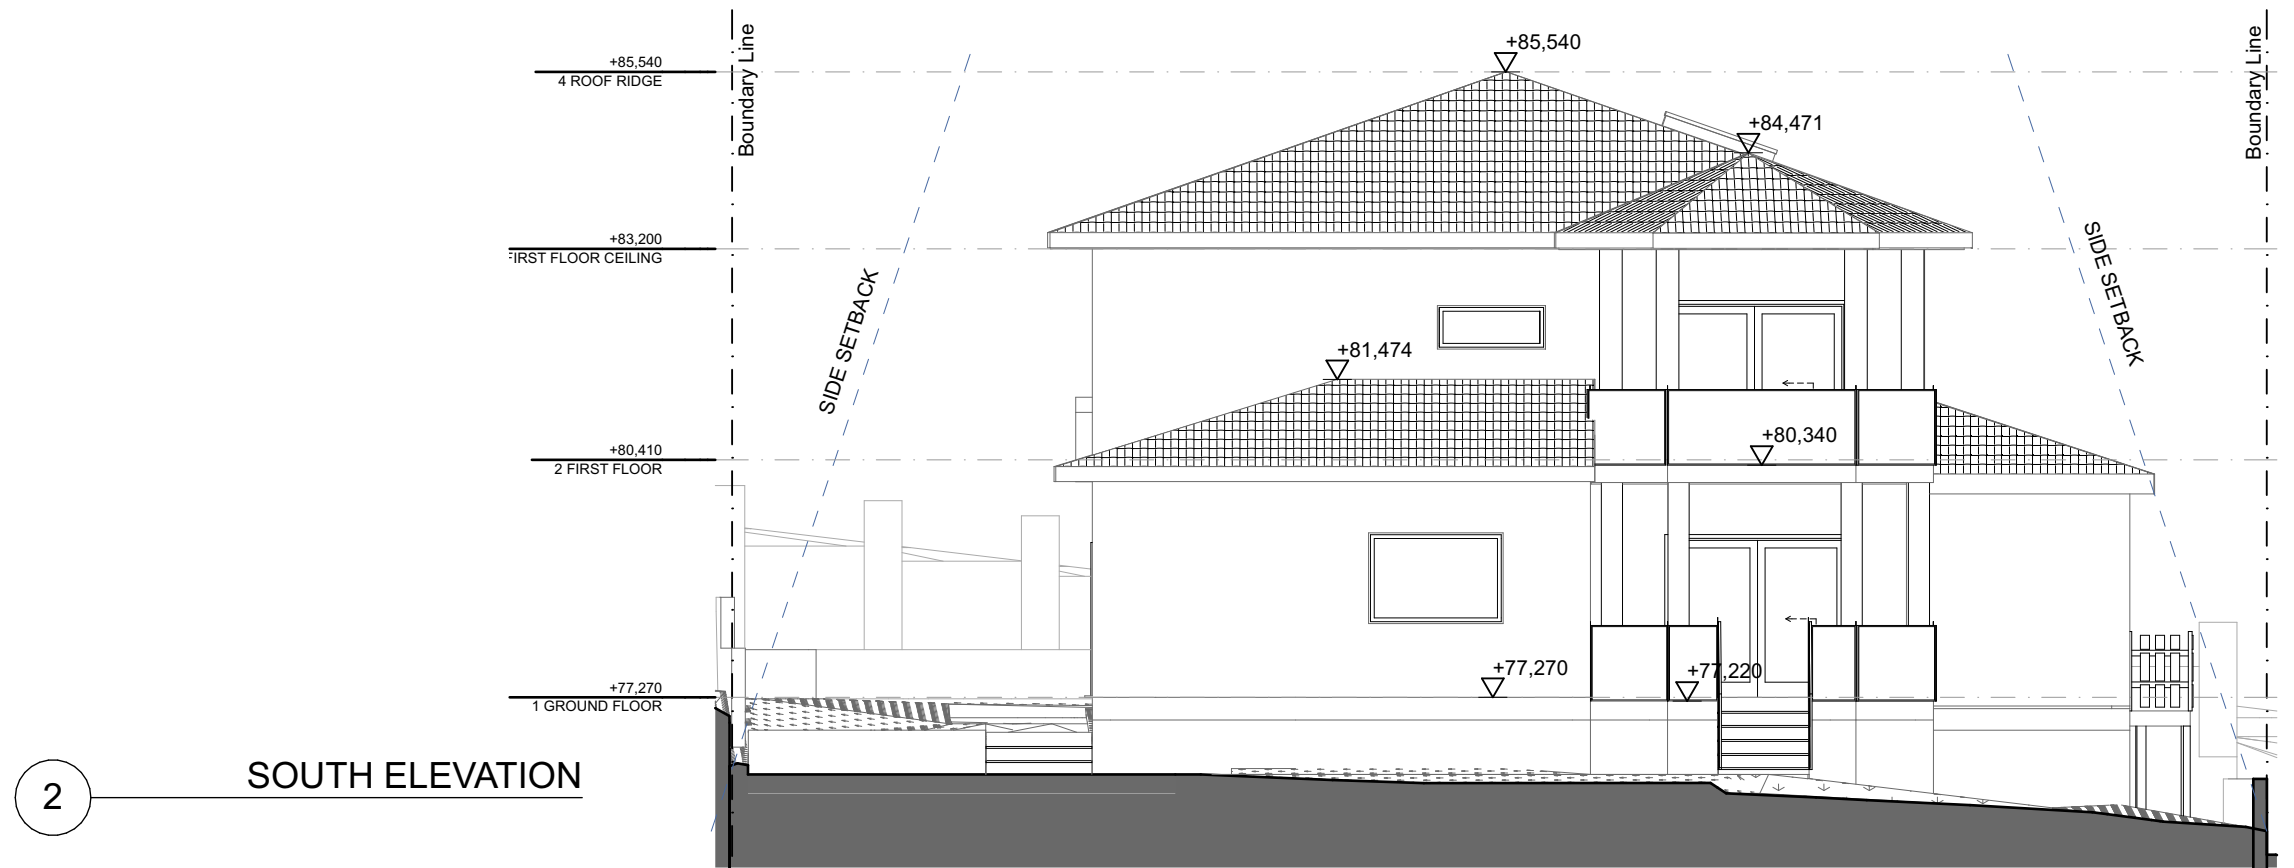 +85,540
4 ROOF RIDGE
Boundary Line
+85,540
+84,471
Boundary Line
+83,200
FIRST FLOOR CEILING
SIDE SETBACK
SIDE SETBACK
+81,474
+80,410
2 FIRST FLOOR
+80,340
+77,270
1 GROUND FLOOR
+77,270
+77,220
2
SOUTH ELEVATION